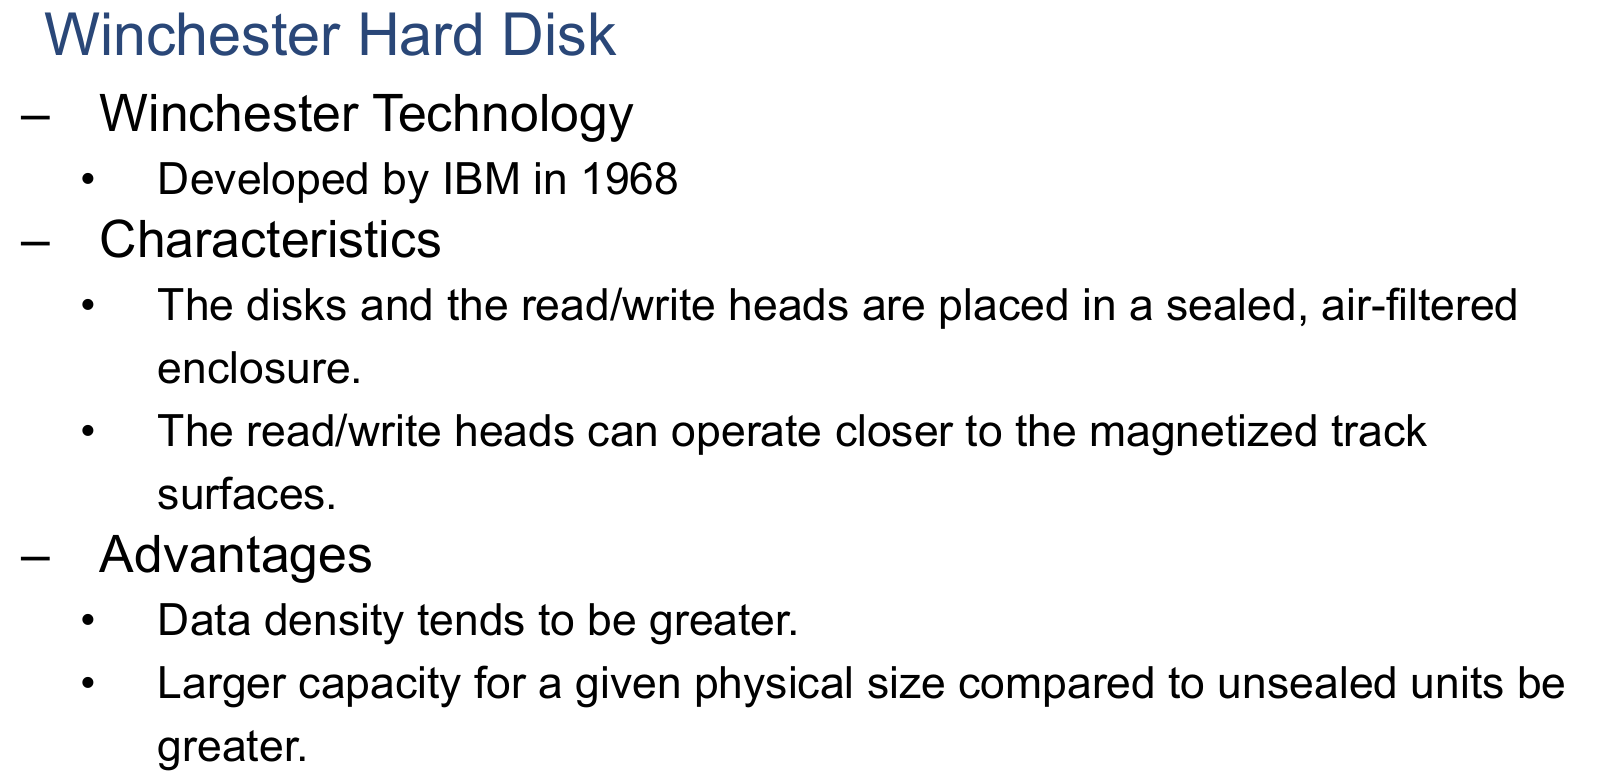 Winchester Hard Disk
– Winchester Technology
• Developed by IBM in 1968
– Characteristics
• The disks and the read/write heads are placed in a sealed, air-filtered
enclosure.
• The read/write heads can operate closer to the magnetized track
surfaces.
– Advantages
• Data density tends to be greater.
• Larger capacity for a given physical size compared to unsealed units be
greater.